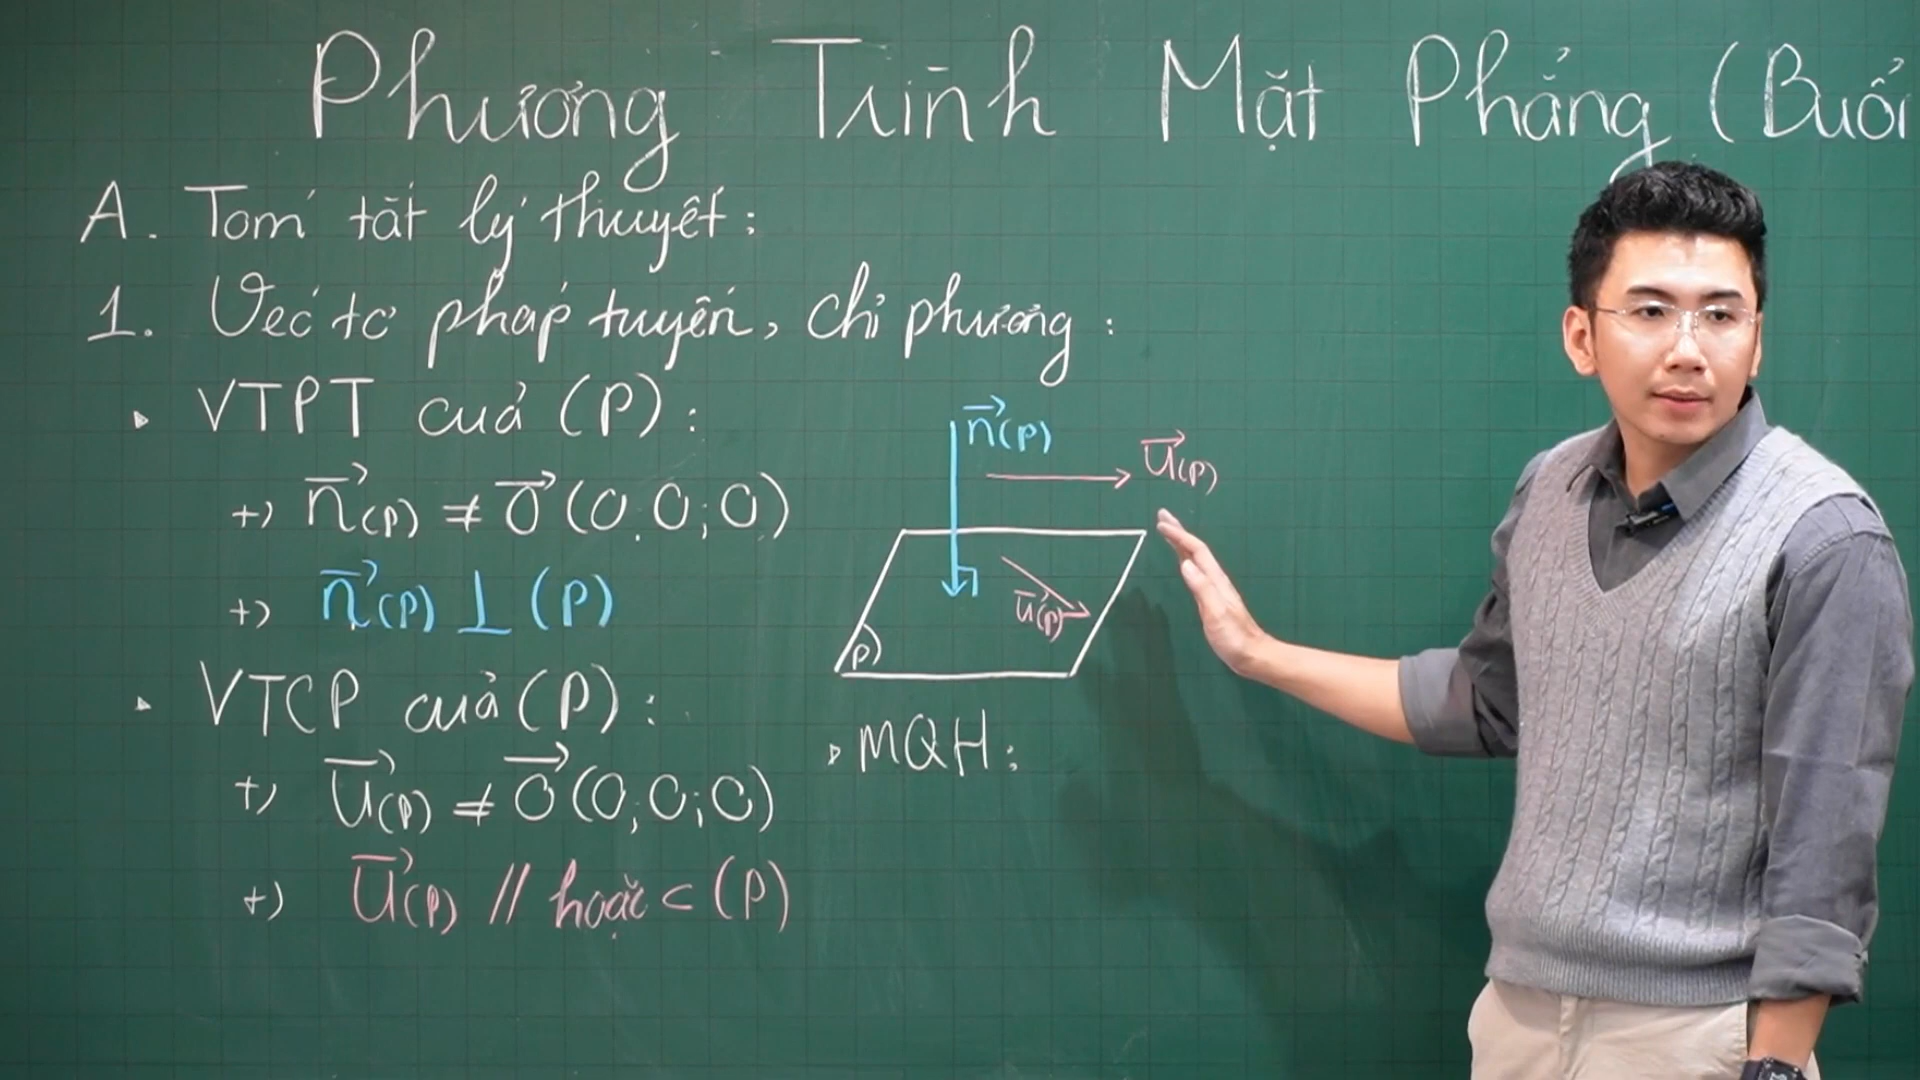 Phương Trình Mặt Phẳng (Buổi
A. Tóm tắt lý thuyết:
1. Véc tơ pháp tuyến, chỉ phương:
VTPT của (P):
+) n⃗(P) ≠ 0⃗ (0;0;0)
+) n⃗(P) ⊥ (P)
VTCP của (P):
+) u⃗(P) ≠ 0⃗ (0;0;0)
+) u⃗(P) // hoặc ⊂ (P)
n⃗(P)
u⃗(P)
u⃗(P)
P)
MQH: